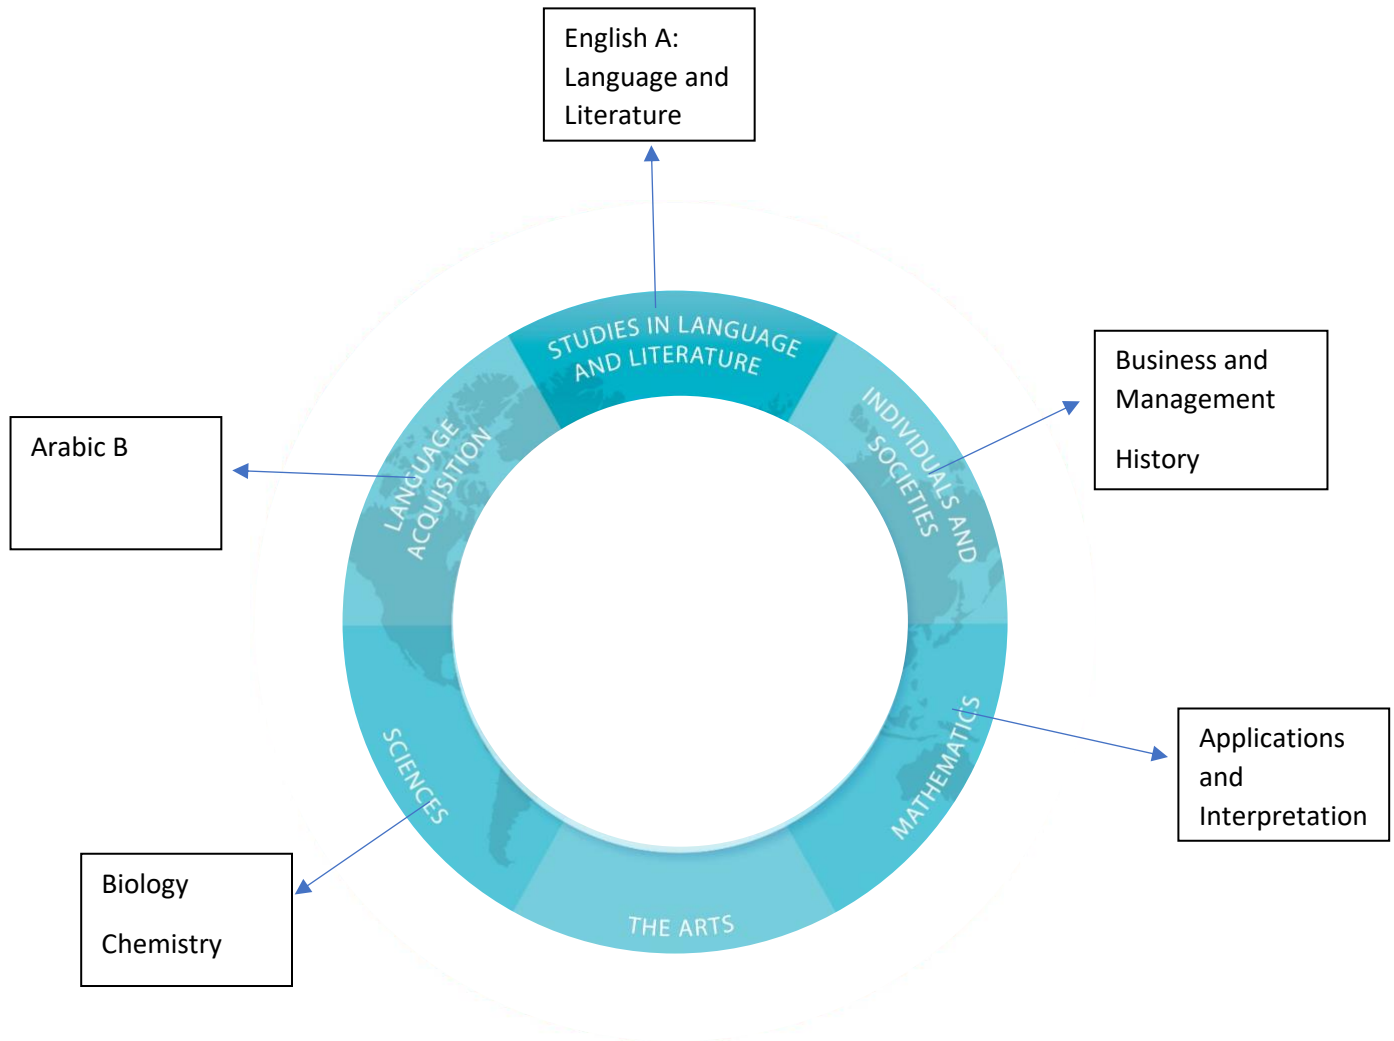 English A:
Language and
Literature
STUDIES IN LANGUAGE
AND LITERATURE
Business and
Management
History
INDIVIDUALS AND
SOCIETIES
Arabic B
LANGUAGE
ACQUISITION
Applications
and
Interpretation
MATHEMATICS
SCIENCES
Biology
Chemistry
THE ARTS